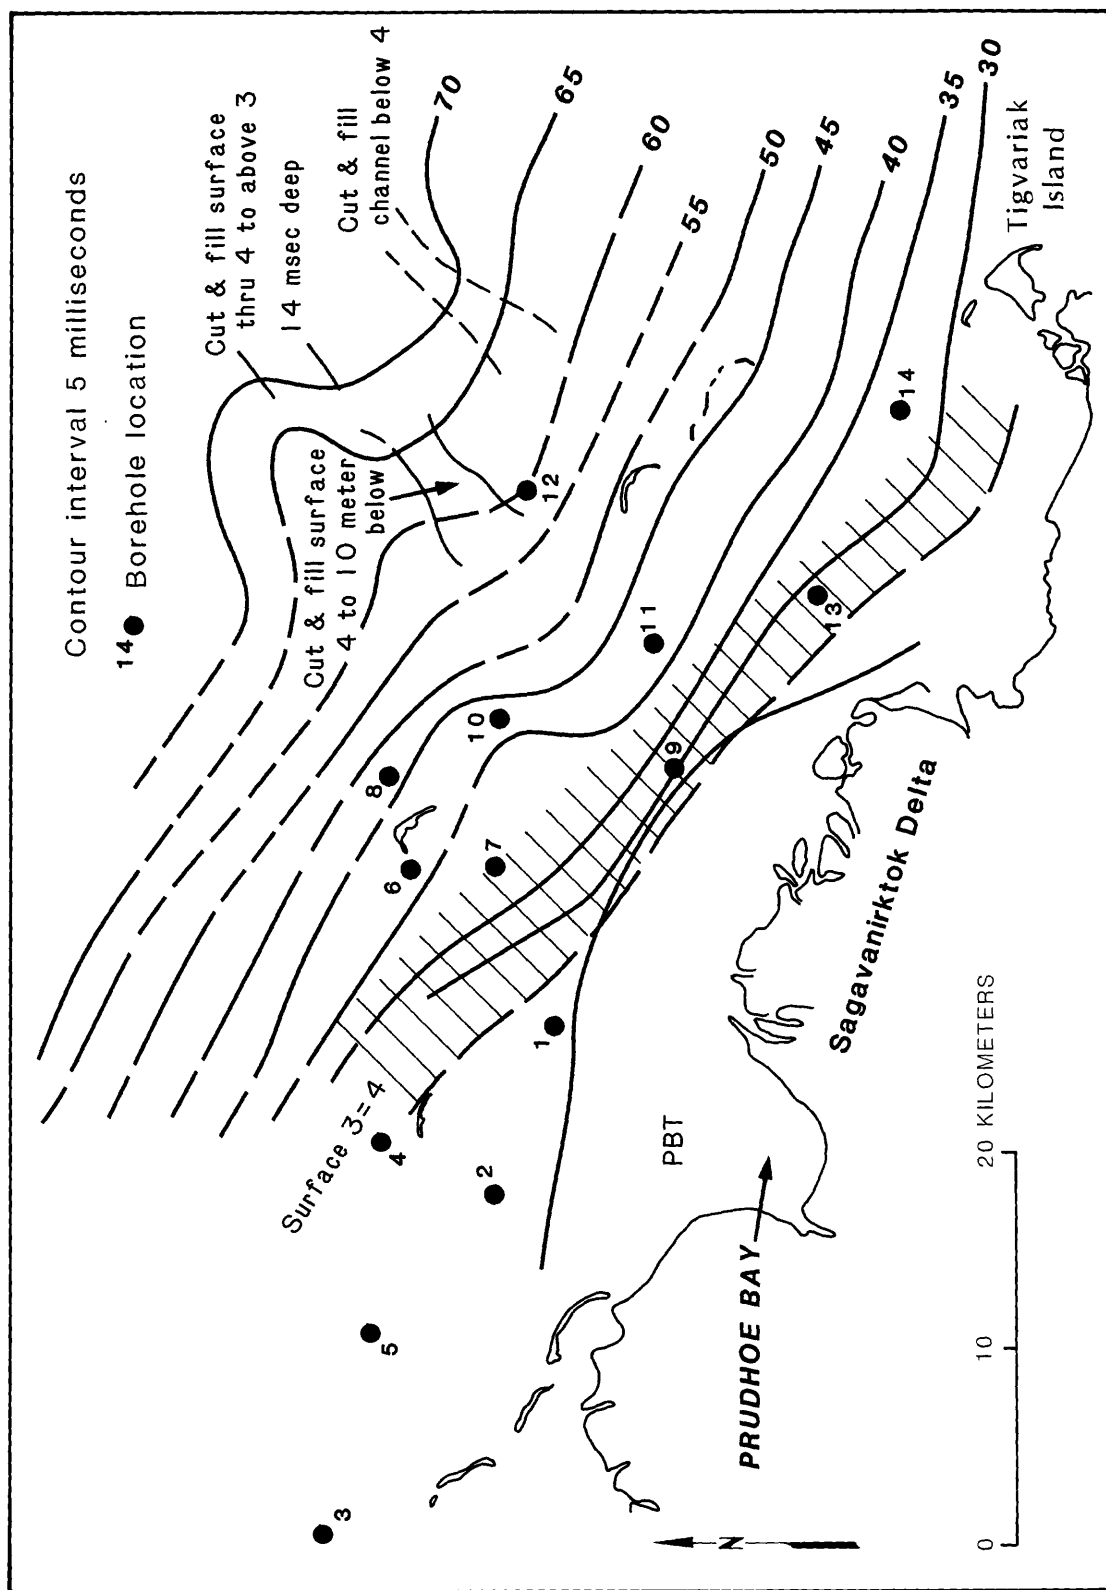 Contour interval 5 milliseconds
14 Borehole location
Cut & fill surface
thru 4 to above 3
14 msec deep
Cut & fill
channel below 4
Cut & fill surface
4 to 10 meter
below
70
65
60
55
50
45
40
35
30
12
8
10
6
7
11
9
13
14
1
4
2
5
3
Surface 3=4
Tigvariak
Island
Sagavanirktok Delta
PBT
PRUDHOE BAY
N
0
10
20 KILOMETERS